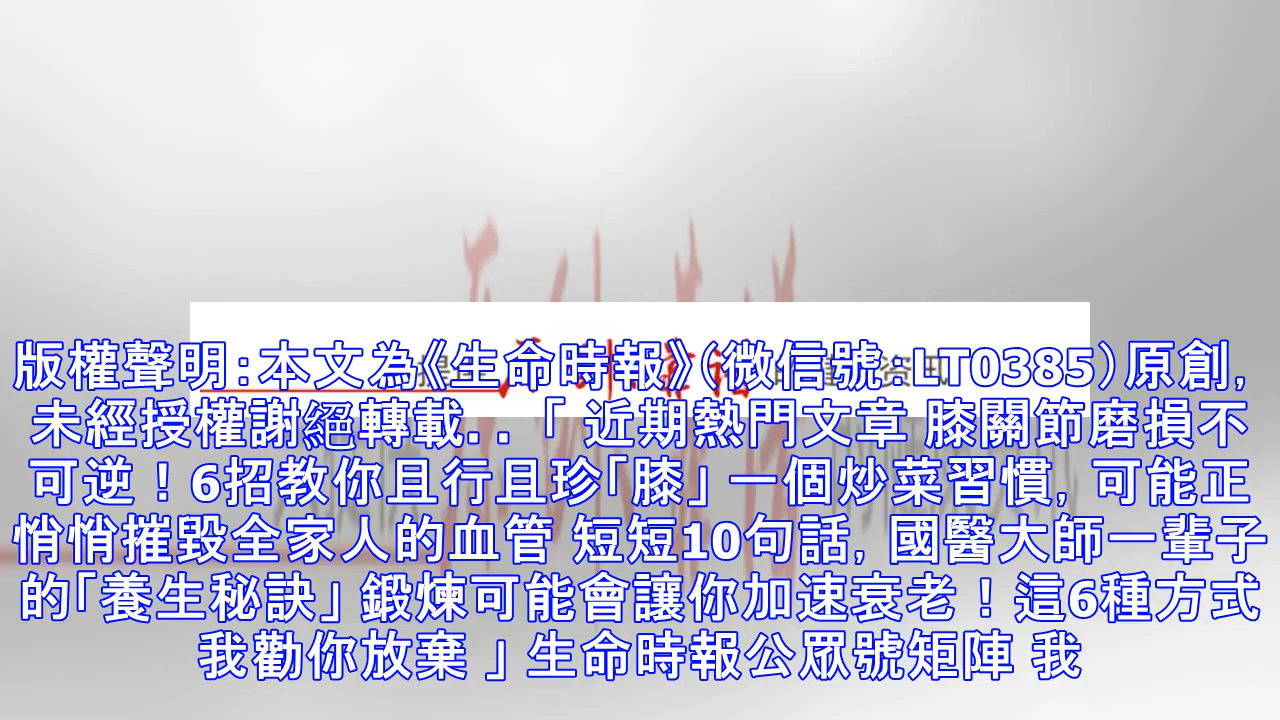 版權聲明:本文為《生命時報》(微信號:LT0385)原創,
未經授權謝絕轉載..「 近期熱門文章 膝關節磨損不
可逆!6招教你且行且珍「膝」 一個炒菜習慣, 可能正
悄悄摧毀全家人的血管 短短10句話, 國醫大師一輩子
的「養生秘訣」 鍛煉可能會讓你加速衰老!這6種方式
我勸你放棄 」生命時報公眾號矩陣 我